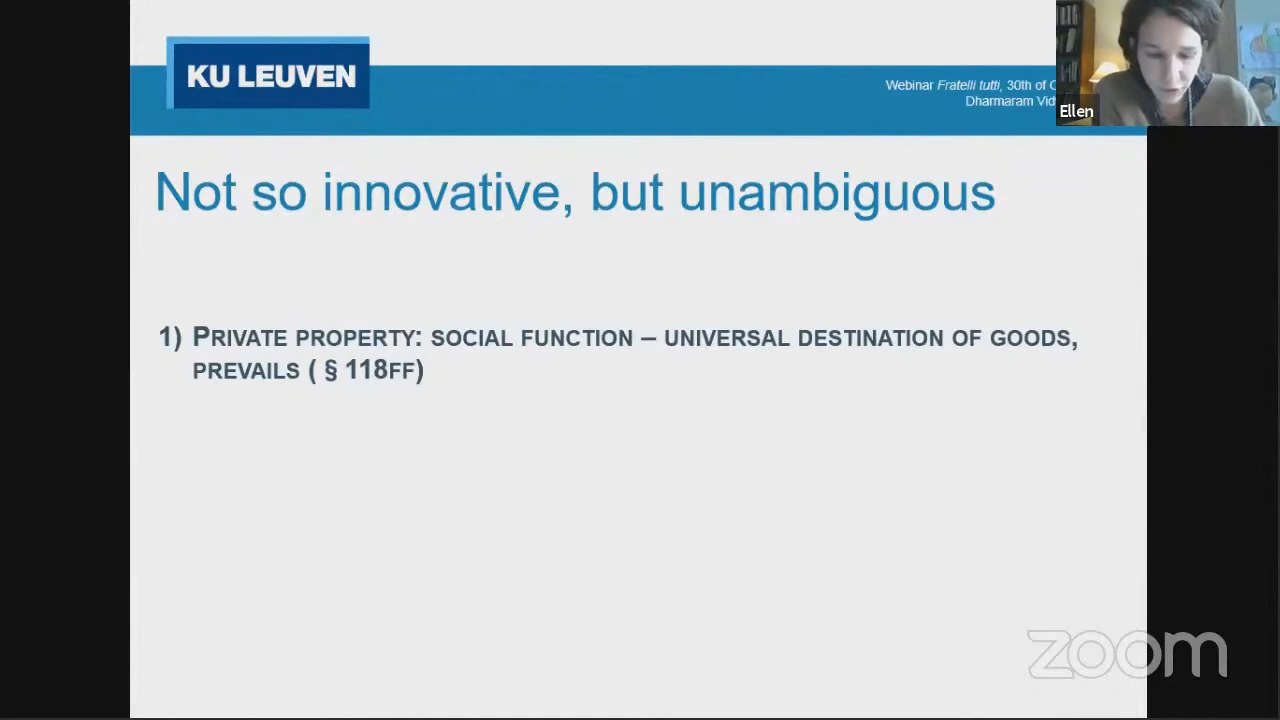 KU LEUVEN
Webinar Fratelli tutti, 30th of
Dharmaram
Ellen
Not so innovative, but unambiguous
1) PRIVATE PROPERTY: SOCIAL FUNCTION – UNIVERSAL DESTINATION OF GOODS,
PREVAILS ( § 118FF)
zoom